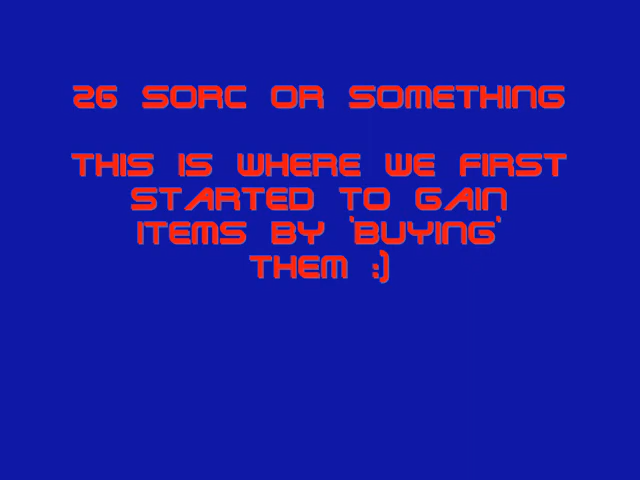 26 SORC OR SOMETHING
THIS IS WHERE WE FIRST
STARTED TO GAIN
ITEMS BY 'BUYING'
THEM :)